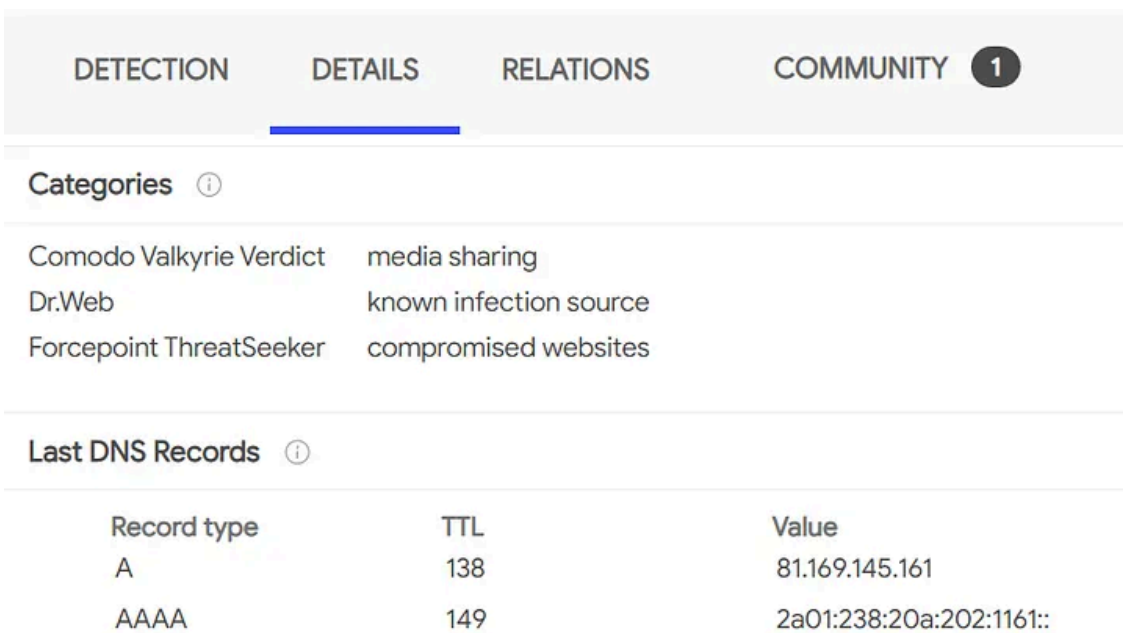 DETECTION DETAILS RELATIONS COMMUNITY 1
Categories
Comodo Valkyrie Verdict media sharing
Dr.Web known infection source
Forcepoint ThreatSeeker compromised websites
Last DNS Records
Record type TTL Value
A 138 81.169.145.161
AAAA 149 2a01:238:20a:202:1161::